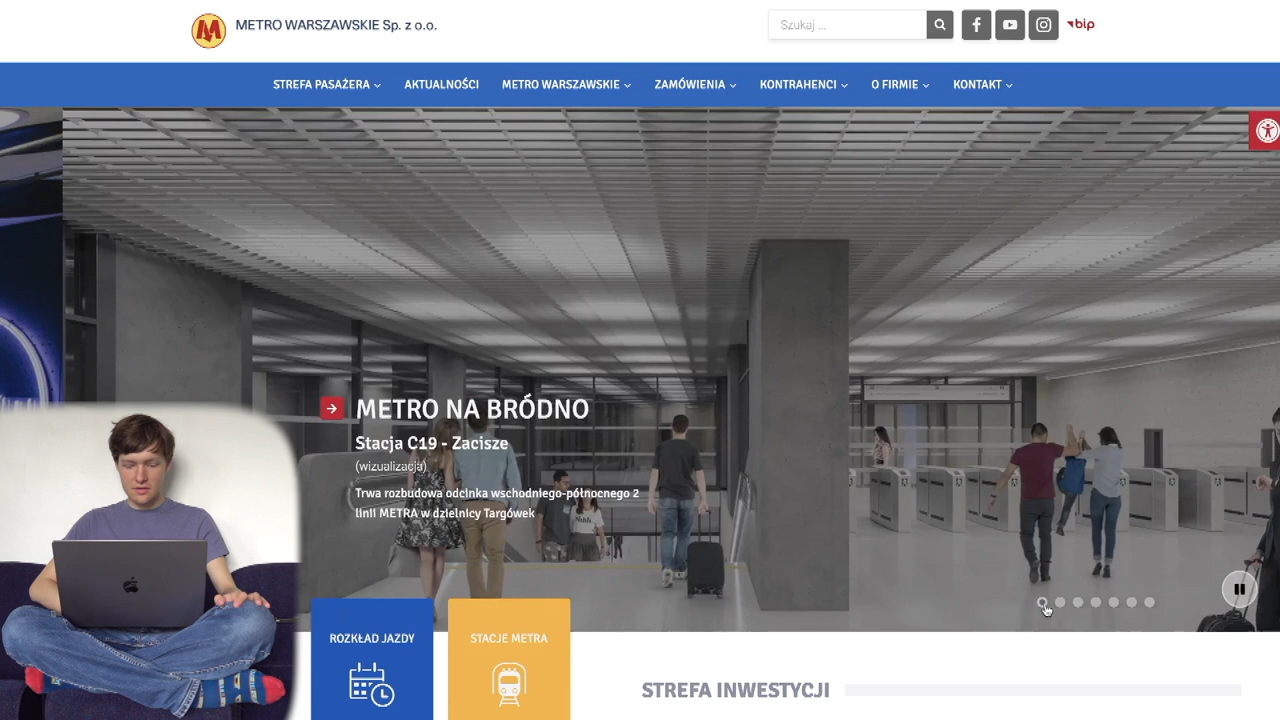 METRO WARSZAWSKIE Sp. z o.o.
Szukaj ...
bip
STREFA PASAŻERA
AKTUALNOŚCI
METRO WARSZAWSKIE
ZAMÓWIENIA
KONTRAHENCI
O FIRMIE
KONTAKT
METRO NA BRÓDNO
Stacja C19 - Zacisze
(wizualizacja)
Trwa rozbudowa odcinka wschodniego-północnego 2
linii METRA w dzielnicy Targówek
ROZKŁAD JAZDY
STACJE METRA
STREFA INWESTYCJI